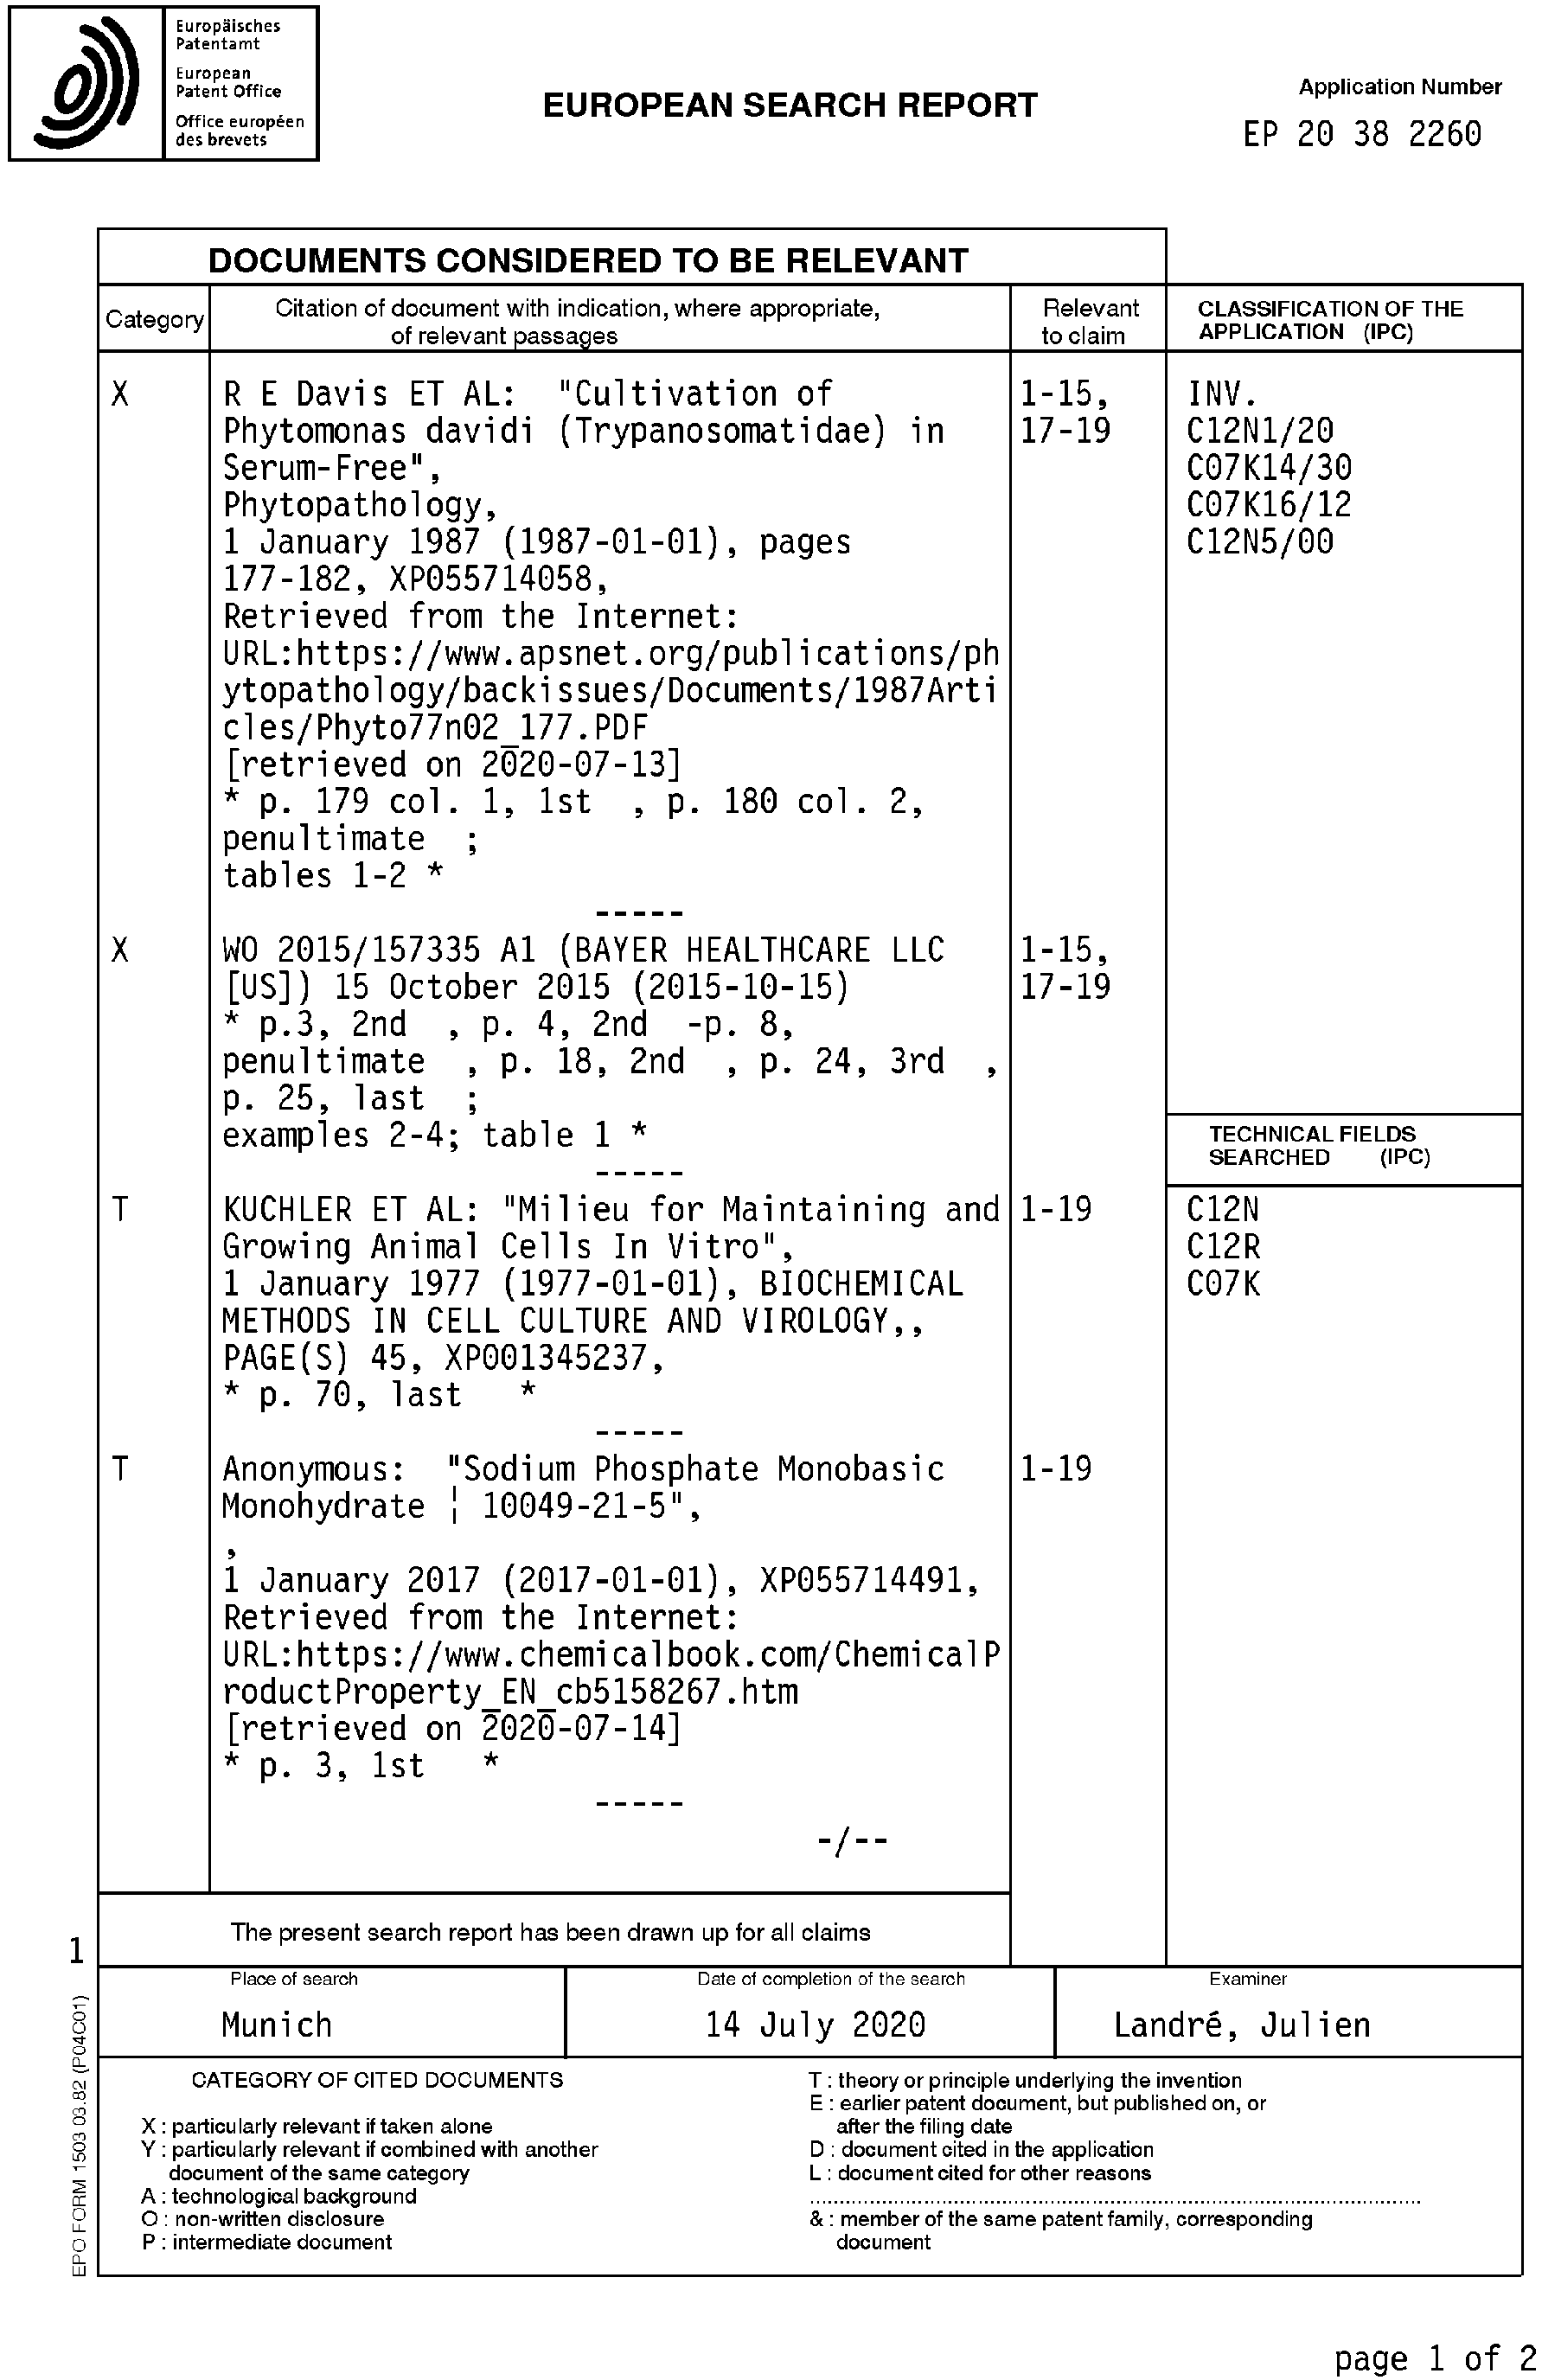 Europäisches
Patentamt
European
Patent Office
Office européen
des brevets
EUROPEAN SEARCH REPORT
Application Number
EP 20 38 2260
DOCUMENTS CONSIDERED TO BE RELEVANT
Category
Citation of document with indication, where appropriate,
of relevant passages
Relevant
to claim
CLASSIFICATION OF THE
APPLICATION (IPC)
X
R E Davis ET AL: "Cultivation of
Phytomonas davidi (Trypanosomatidae) in
Serum-Free",
Phytopathology,
1 January 1987 (1987-01-01), pages
177-182, XP055714058,
Retrieved from the Internet:
URL:https://www.apsnet.org/publications/ph
ytopathology/backissues/Documents/1987Arti
cles/Phyto77n02_177.PDF
[retrieved on 2020-07-13]
* p. 179 col. 1, 1st , p. 180 col. 2,
penultimate ;
tables 1-2 *
-----
1-15,
17-19
INV.
C12N1/20
C07K14/30
C07K16/12
C12N5/00
X
WO 2015/157335 A1 (BAYER HEALTHCARE LLC
[US]) 15 October 2015 (2015-10-15)
* p.3, 2nd , p. 4, 2nd -p. 8,
penultimate , p. 18, 2nd , p. 24, 3rd ,
p. 25, last ;
examples 2-4; table 1 *
-----
1-15,
17-19
TECHNICAL FIELDS
SEARCHED (IPC)
C12N
C12R
C07K
T
KUCHLER ET AL: "Milieu for Maintaining and
Growing Animal Cells In Vitro",
1 January 1977 (1977-01-01), BIOCHEMICAL
METHODS IN CELL CULTURE AND VIROLOGY,,
PAGE(S) 45, XP001345237,
* p. 70, last *
-----
1-19
T
Anonymous: "Sodium Phosphate Monobasic
Monohydrate ¦ 10049-21-5",
,
1 January 2017 (2017-01-01), XP055714491,
Retrieved from the Internet:
URL:https://www.chemicalbook.com/ChemicalP
roductProperty_EN_cb5158267.htm
[retrieved on 2020-07-14]
* p. 3, 1st *
-----
1-19
-/--
The present search report has been drawn up for all claims
1
Place of search
Munich
Date of completion of the search
14 July 2020
Examiner
Landré, Julien
CATEGORY OF CITED DOCUMENTS
X : particularly relevant if taken alone
Y : particularly relevant if combined with another
document of the same category
A : technological background
O : non-written disclosure
P : intermediate document
T : theory or principle underlying the invention
E : earlier patent document, but published on, or
after the filing date
D : document cited in the application
L : document cited for other reasons
& : member of the same patent family, corresponding
document
EPO FORM 1503 03.82 (P04C01)
page 1 of 2